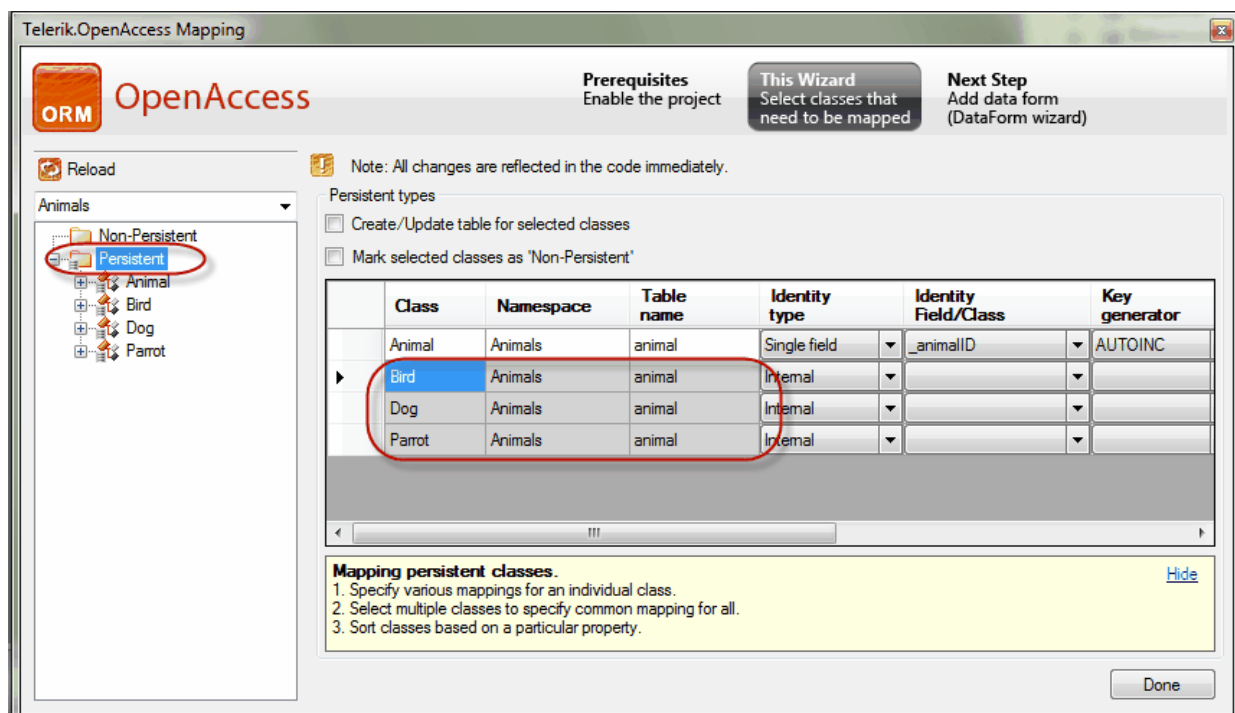 Telerik.OpenAccess Mapping
ORM
OpenAccess
Prerequisites
Enable the project
This Wizard
Select classes that
need to be mapped
Next Step
Add data form
(DataForm wizard)
Reload
Animals
Non-Persistent
Persistent
Animal
Bird
Dog
Parrot
Note: All changes are reflected in the code immediately.
Persistent types
Create/Update table for selected classes
Mark selected classes as 'Non-Persistent'
Class Namespace Table name Identity type Identity Field/Class Key generator
Animal Animals animal Single field _animalID AUTOINC
Bird Animals animal Internal
Dog Animals animal Internal
Parrot Animals animal Internal
Mapping persistent classes.
Hide
1. Specify various mappings for an individual class.
2. Select multiple classes to specify common mapping for all.
3. Sort classes based on a particular property.
Done